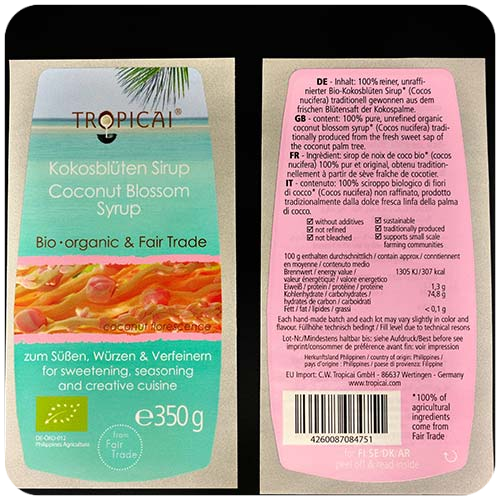 TROPICAI
Kokosblüten Sirup
Coconut Blossom
Syrup
Bio · organic & Fair Trade
coconut florescence
zum Süßen, Würzen & Verfeinern
for sweetening, seasoning
and creative cuisine
DE-ÖKO-012
Philippines Agriculture
from
Fair
Trade
℮350 g
DE - Inhalt: 100% reiner, unraffi-
nierter Bio-Kokosblüten Sirup* (Cocos
nucifera) traditionell gewonnen aus dem
frischen Blütensaft der Kokospalme.
GB - content: 100% pure, unrefined organic
coconut blossom syrup* (Cocos nucifera) tradi-
tionally produced from the fresh sweet sap of
the coconut palm tree.
FR - Ingrédient: sirop de noix de coco bio* (cocos
nucifera) 100% pur et original, obtenu tradition-
nellement à partir de sève fraîche de cocotier.
IT - contenuto: 100% sciroppo biologico di fiori
di cocco* (Cocos nucifera) non raffinato, prodotto
tradizionalmente dalla dolce fresca linfa della palma
di cocco.
✓ without additives ✓ sustainable
✓ not refined ✓ traditionally produced
✓ not bleached ✓ supports small scale
farming communities
100 g enthalten durchschnittlich / contain approx./ contiennent
en moyenne / contenuto medio
Brennwert / energy value / 1305 KJ/307 kcal
valeur énergétique / valore energetico
Eiweiß / protein / protéine / proteine 1,3 g
Kohlenhydrate / carbohydrates / 74,8 g
hydrates de carbon / carboidrati
Fett / fat / lipides / grassi < 0,1 g
Each hand-made batch and each lot may vary slightly in color and
flavour. Füllhöhe technisch bedingt / Fill level due to technical resons
Lot-Nr./Mindestens haltbar bis: siehe Aufdruck/Best before see
imprint/à consommer de préférence avant fin: voir impression
Herkunftsland Philippinen / country of origin: Philippines /
pays d'origine: Philippines / paese di provenienza: Filippine
EU Import: C.W. Tropicai GmbH - 86637 Wertingen - Germany
www.tropicai.com
4260087084751
*100% of
agricultural
ingredients
come from
Fair Trade
for FI/SE/DK/AR
peel off & read inside